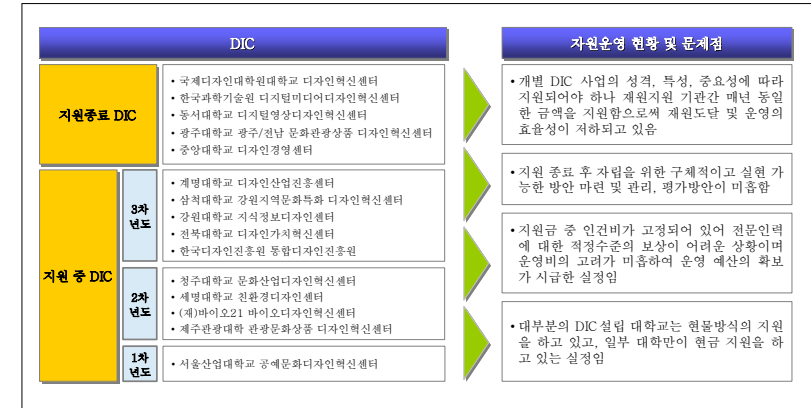 DIC
자원운영 현황 및 문제점
지원종료 DIC
• 국제디자인대학원대학교 디자인혁신센터
• 한국과학기술원 디지털미디어디자인혁신센터
• 동서대학교 디지털영상디자인혁신센터
• 광주대학교 광주/전남 문화관광상품 디자인혁신센터
• 중앙대학교 디자인경영센터
지원 중 DIC
3차
년도
• 계명대학교 디자인산업진흥센터
• 삼척대학교 강원지역문화특화 디자인혁신센터
• 강원대학교 지식정보디자인센터
• 전북대학교 디자인가치혁신센터
• 한국디자인진흥원 통합디자인진흥원
2차
년도
• 청주대학교 문화산업디자인혁신센터
• 세명대학교 친환경디자인센터
• (재)바이오21 바이오디자인혁신센터
• 제주관광대학 관광문화상품 디자인혁신센터
1차
년도
• 서울산업대학교 공예문화디자인혁신센터
• 개별 DIC 사업의 성격, 특성, 중요성에 따라
지원되어야 하나 재원지원 기관간 매년 동일
한 금액을 지원함으로써 재원도달 및 운영의
효율성이 저하되고 있음
• 지원 종료 후 자립을 위한 구체적이고 실현 가
능한 방안 마련 및 관리, 평가방안이 미흡함
• 지원금 중 인건비가 고정되어 있어 전문인력
에 대한 적정수준의 보상이 어려운 상황이며
운영비의 고려가 미흡하여 운영 예산의 확보
가 시급한 실정임
• 대부분의 DIC 설립 대학교는 현물방식의 지원
을 하고 있고, 일부 대학만이 현금 지원을 하
고 있는 실정임